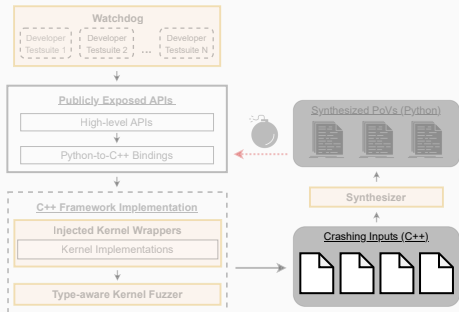 Watchdog
Developer Testsuite 1
Developer Testsuite 2
...
Developer Testsuite N
Publicly Exposed APIs
High-level APIs
Python-to-C++ Bindings
C++ Framework Implementation
Injected Kernel Wrappers
Kernel Implementations
Type-aware Kernel Fuzzer
Synthesized PoVs (Python)
Synthesizer
Crashing Inputs (C++)